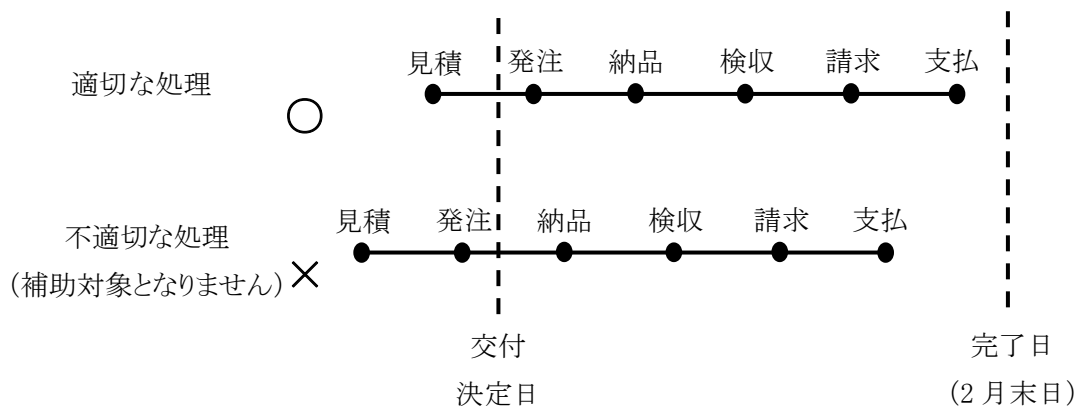 見積 発注 納品 検収 請求 支払
適切な処理
○
見積 発注 納品 検収 請求 支払
不適切な処理
(補助対象となりません)×
交付
決定日
完了日
(2月末日)